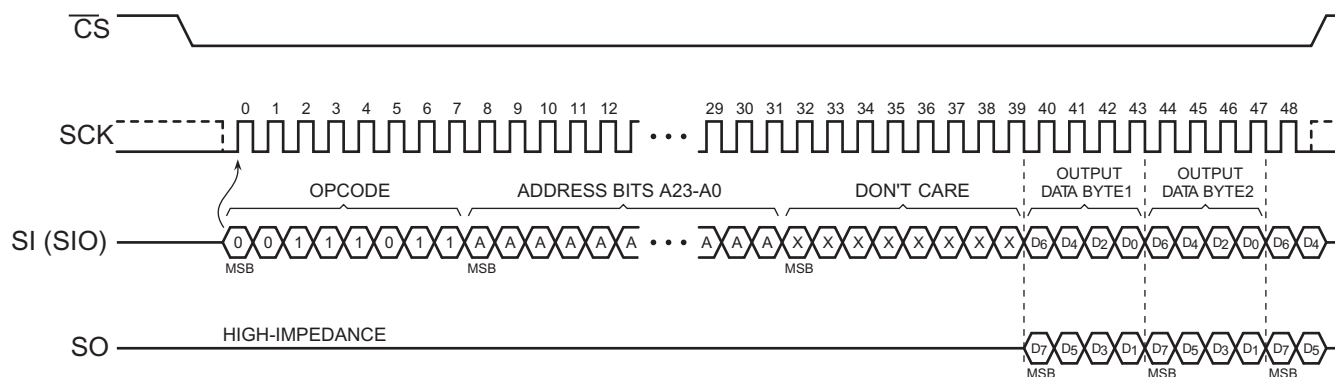 CS
SCK
0 1 2 3 4 5 6 7 8 9 10 11 12 29 30 31 32 33 34 35 36 37 38 39 40 41 42 43 44 45 46 47 48
• • •
OPCODE
ADDRESS BITS A23-A0
DON'T CARE
OUTPUT
DATA BYTE1
OUTPUT
DATA BYTE2
SI (SIO)
0 0 1 1 1 0 1 1 A A A A A A • • • A A A X X X X X X X X D6 D4 D2 D0 D6 D4 D2 D0 D6 D4
MSB MSB MSB
HIGH-IMPEDANCE
SO
D7 D5 D3 D1 D7 D5 D3 D1 D7 D5
MSB MSB MSB